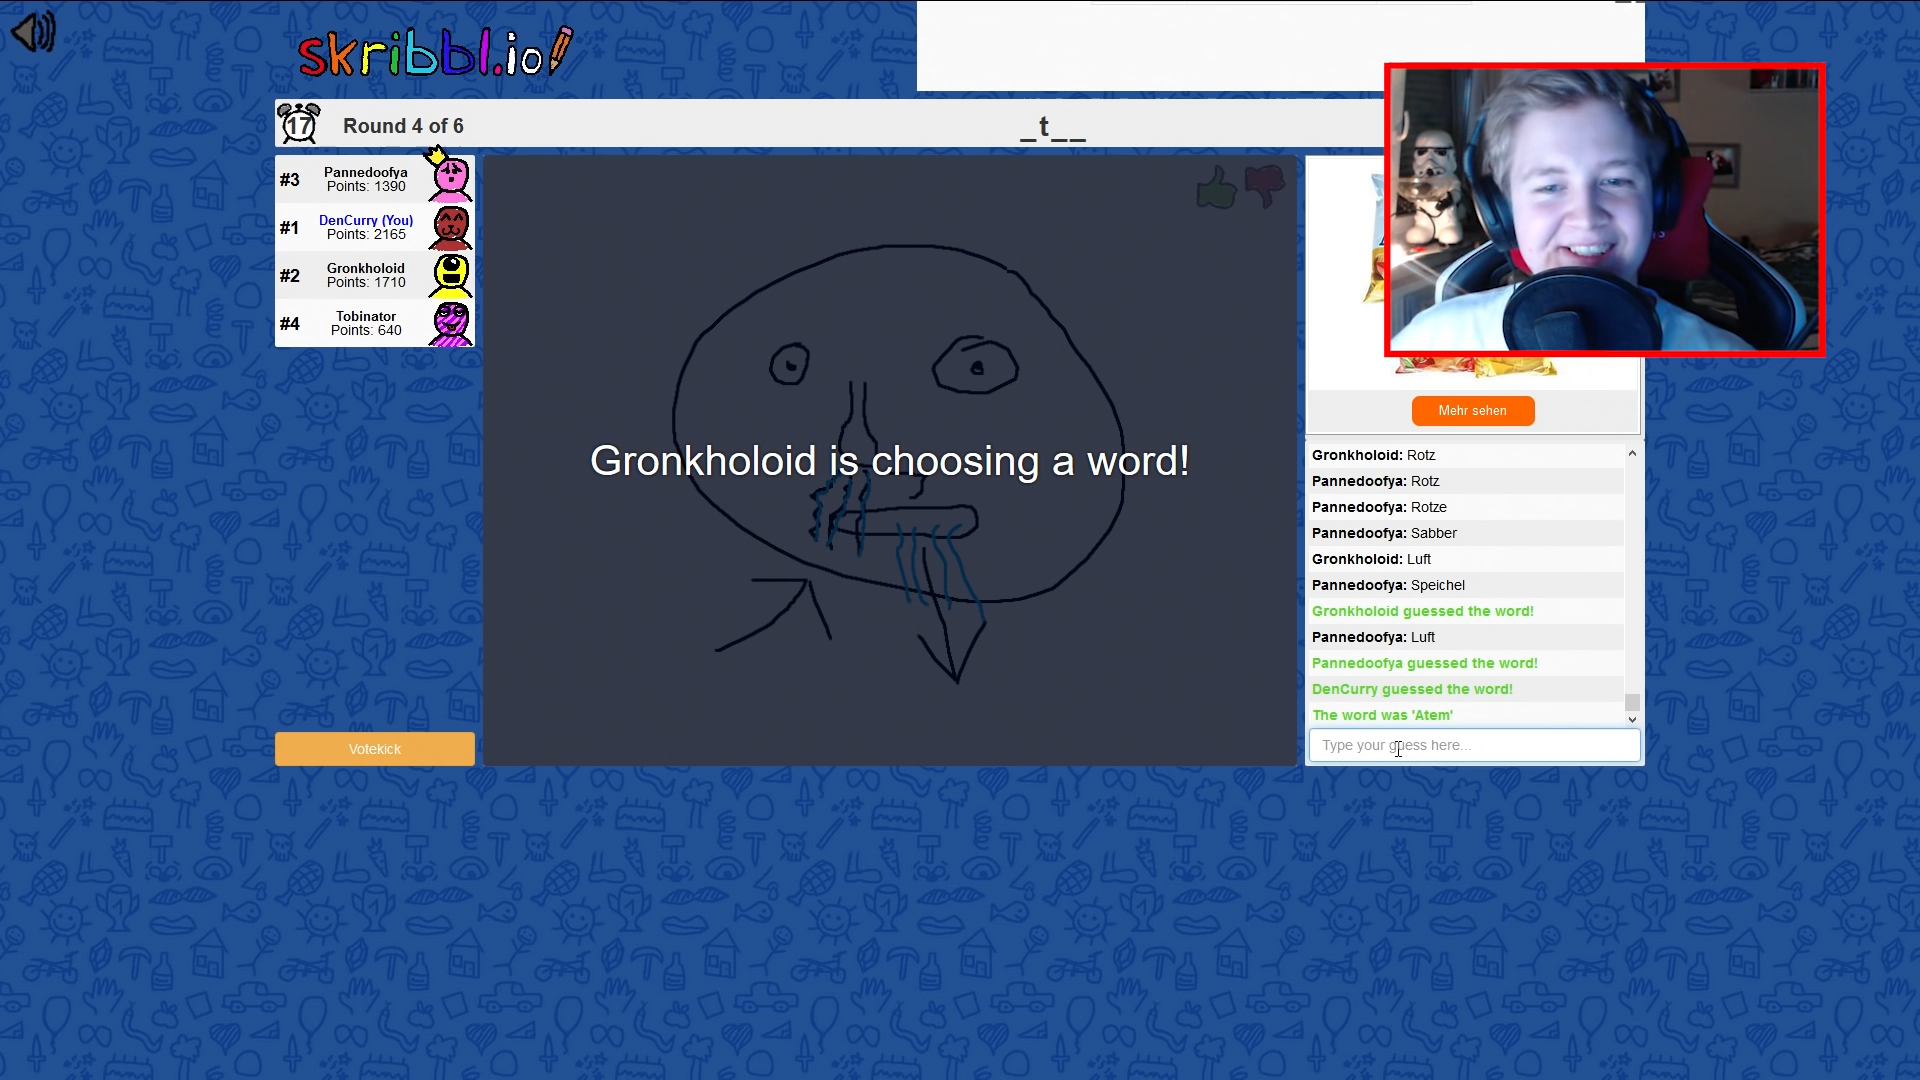 skribbl.io
17
Round 4 of 6
_t__
#3
Pannedoofya
Points: 1390
#1
DenCurry (You)
Points: 2165
#2
Gronkholoid
Points: 1710
#4
Tobinator
Points: 640
Votekick
Gronkholoid is choosing a word!
Mehr sehen
Gronkholoid: Rotz
Pannedoofya: Rotz
Pannedoofya: Rotze
Pannedoofya: Sabber
Gronkholoid: Luft
Pannedoofya: Speichel
Gronkholoid guessed the word!
Pannedoofya: Luft
Pannedoofya guessed the word!
DenCurry guessed the word!
The word was 'Atem'
Type your guess here...